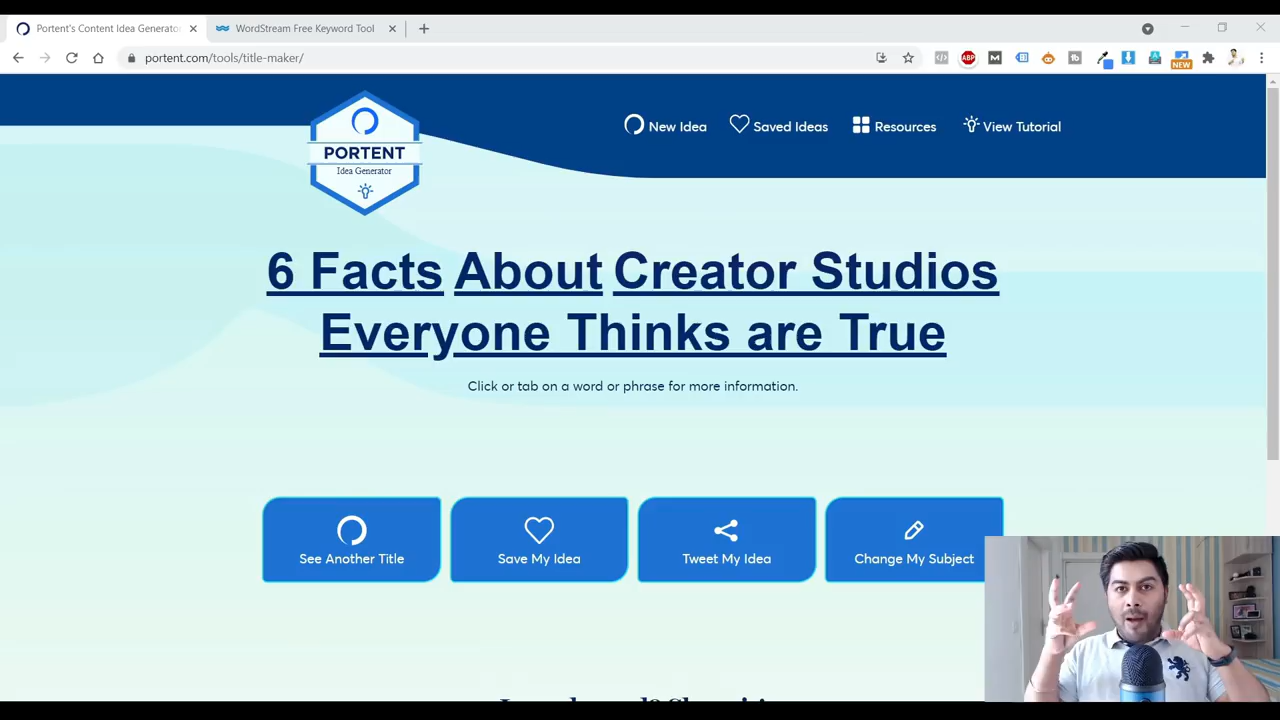 Portent's Content Idea Generator
WordStream Free Keyword Tool
portent.com/tools/title-maker/
ABP
M
NEW
PORTENT
Idea Generator
New Idea
Saved Ideas
Resources
View Tutorial
6 Facts About Creator Studios
Everyone Thinks are True
Click or tab on a word or phrase for more information.
See Another Title
Save My Idea
Tweet My Idea
Change My Subject